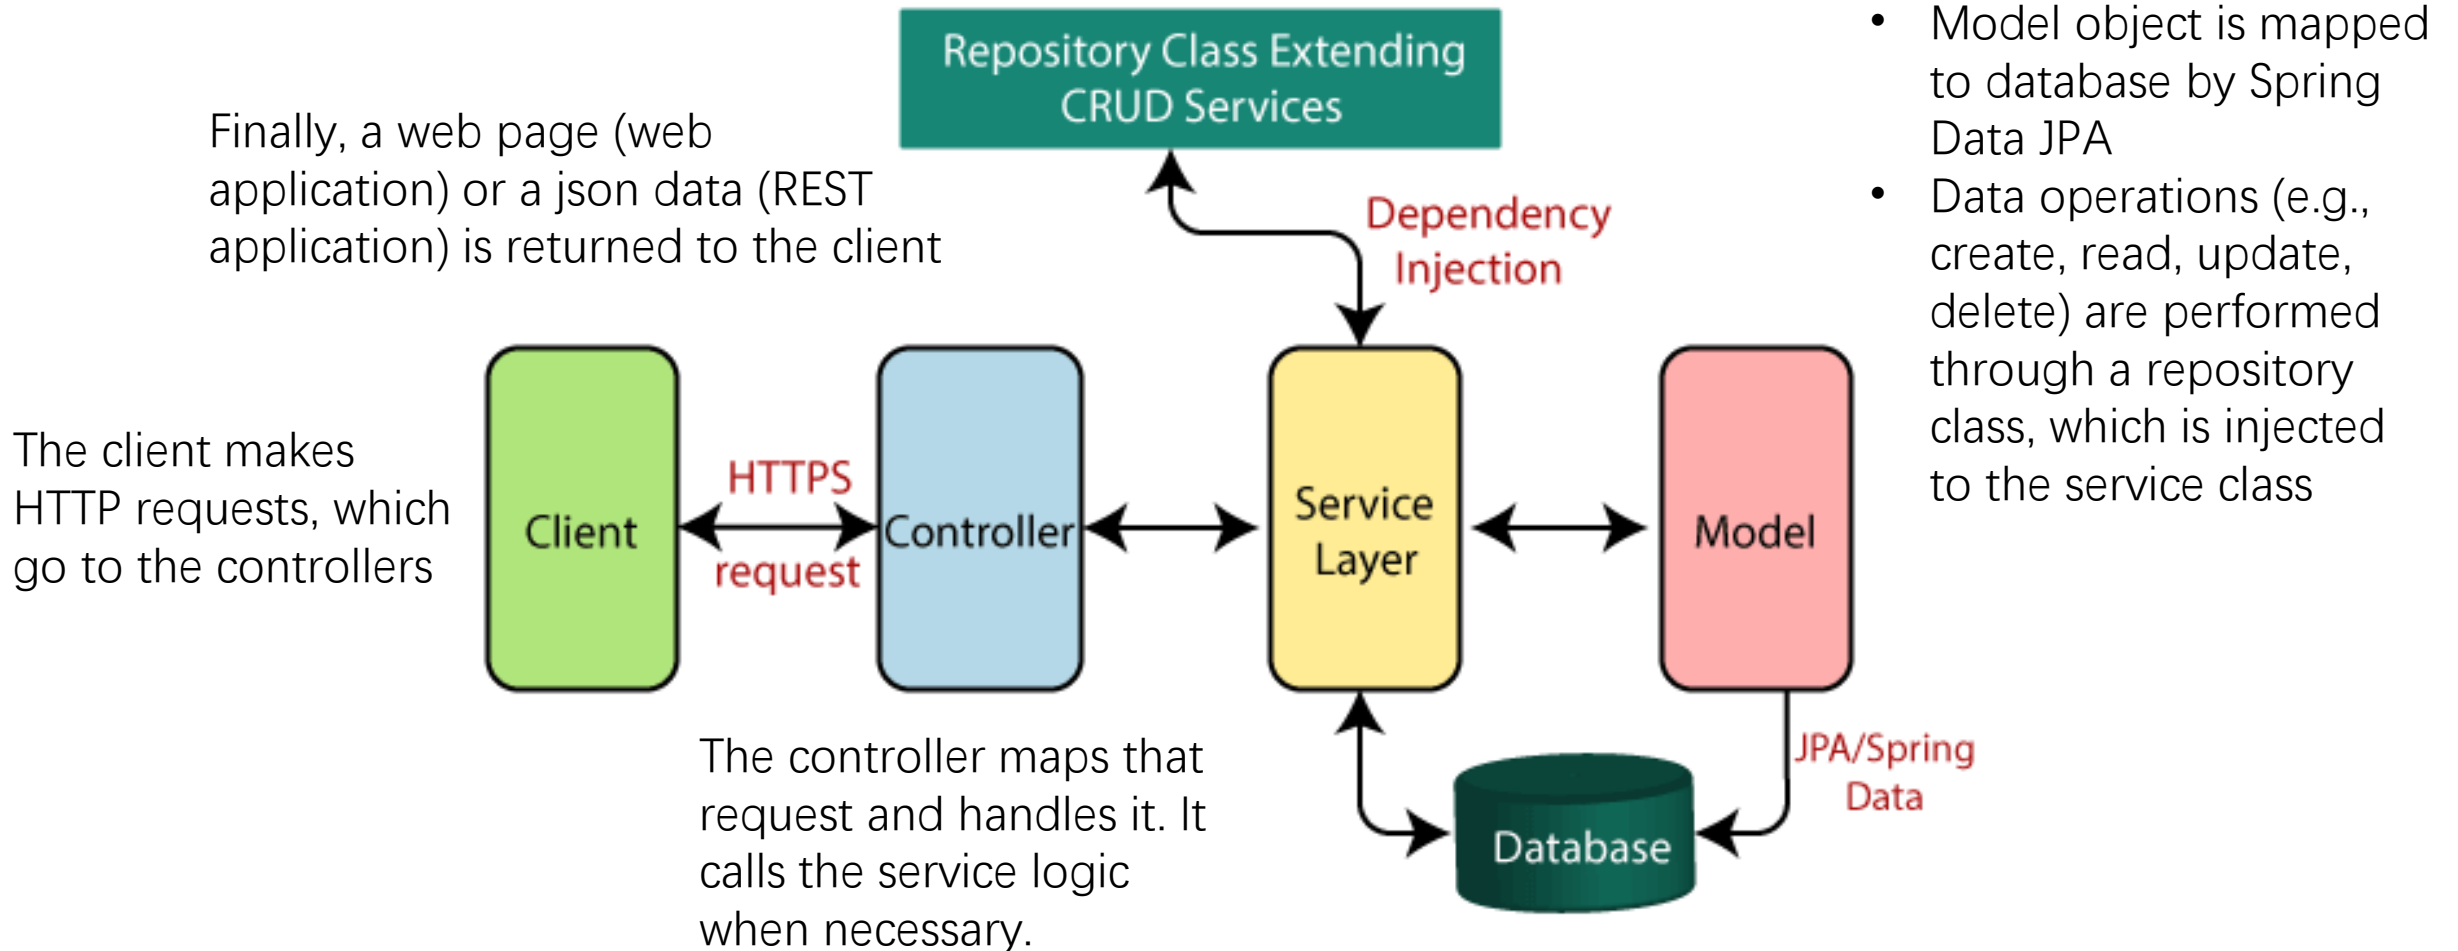 Repository Class Extending
CRUD Services
• Model object is mapped
to database by Spring
Data JPA
• Data operations (e.g.,
create, read, update,
delete) are performed
through a repository
class, which is injected
to the service class
Finally, a web page (web
application) or a json data (REST
application) is returned to the client
Dependency
Injection
The client makes
HTTP requests, which
go to the controllers
Client
HTTPS
request
Controller
Service
Layer
Model
The controller maps that
request and handles it. It
calls the service logic
when necessary.
JPA/Spring
Data
Database